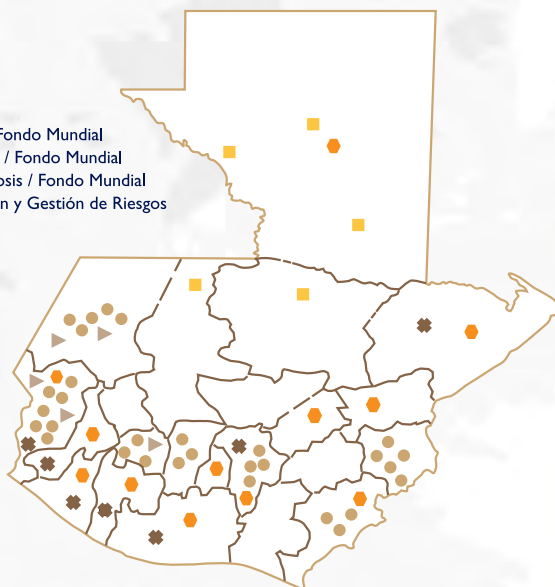 Fondo Mundial
/ Fondo Mundial
osis / Fondo Mundial
n y Gestión de Riesgos